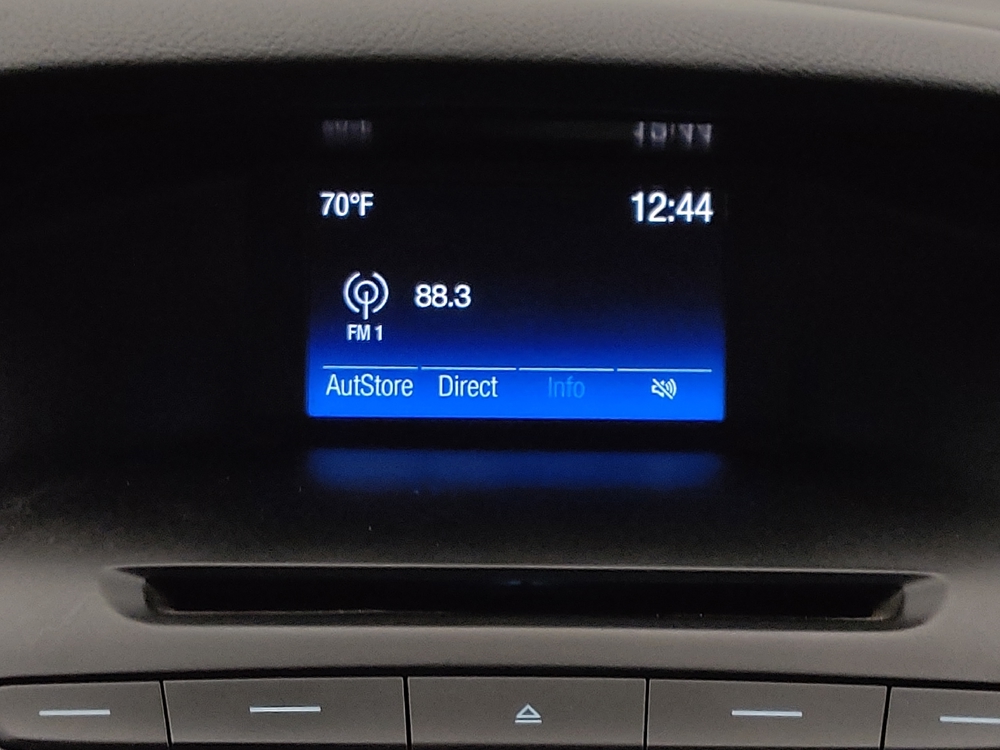 70°F 12:44
88.3
FM 1
AutStore Direct Info